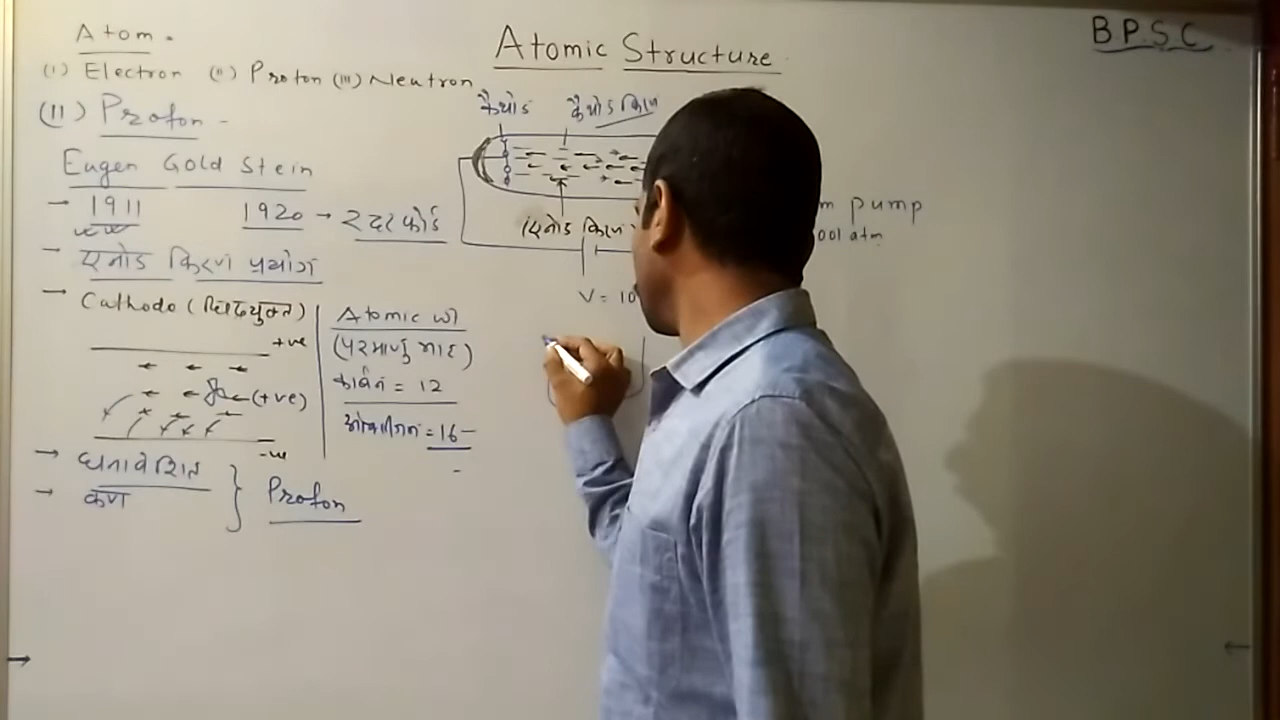 Atom.
Atomic Structure
BPSC
(I) Electron (II) Proton (III) Neutron
(II) Proton -
कैथोड कैथोड किरण
Eugen Gold Stein
→ 1911 1920 → रदरफोर्ड
pump
001 atm
एनोड किरण
- एनोड किरण प्रयोग
→ Cathode (छिद्रयुक्त)
V = 10
+ve
Atomic wt
(परमाणु भार)
कार्बन = 12
(+ve)
ऑक्सीजन = 16
-ve
→ धनावेशित
→ कण
Proton